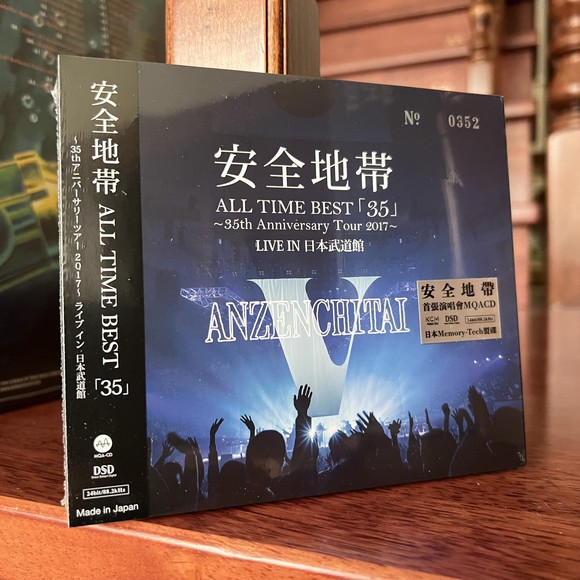 安全地帯 ALL TIME BEST「35」
~35thアニバーサリーツアー2017~ ライブ イン 日本武道館
MQA-CD
DSD
24bit/88.2kHz
Made in Japan
№ 0352
安全地帯
ALL TIME BEST「35」
~35th Anniversary Tour 2017~
LIVE IN 日本武道館
V
ANZENCHITAI
安全地帶
首張演唱會MQACD
DSD
24bit/88.2kHz
日本Memory-Tech壓碟